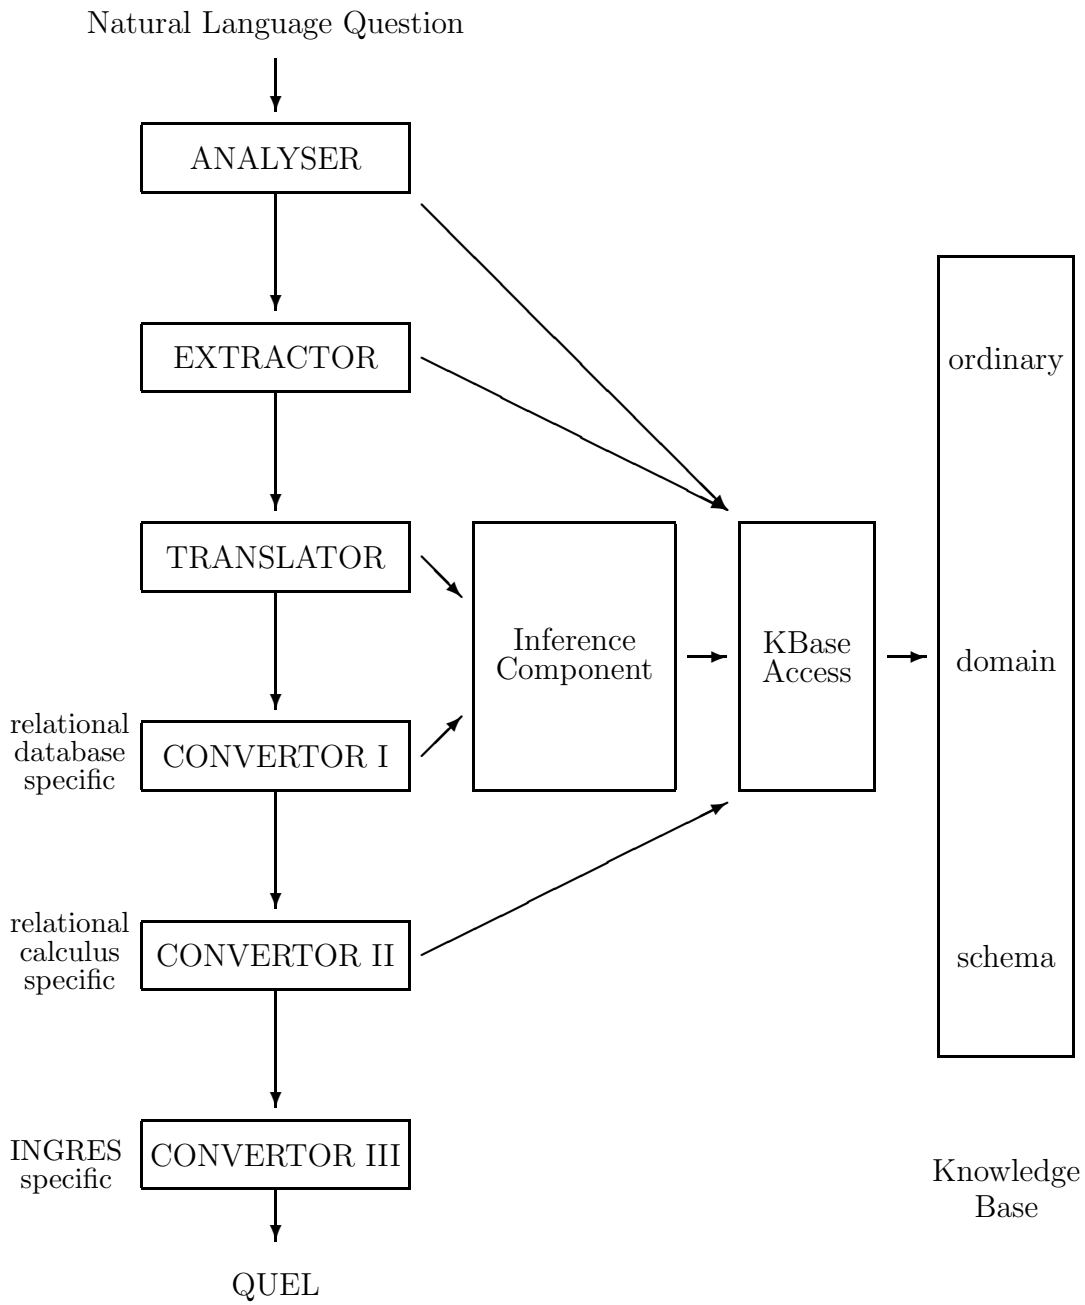 Natural Language Question
ANALYSER
EXTRACTOR
ordinary
TRANSLATOR
Inference
Component
KBase
Access
domain
relational
database
specific
CONVERTOR I
relational
calculus
specific
CONVERTOR II
schema
INGRES
specific
CONVERTOR III
Knowledge
Base
QUEL